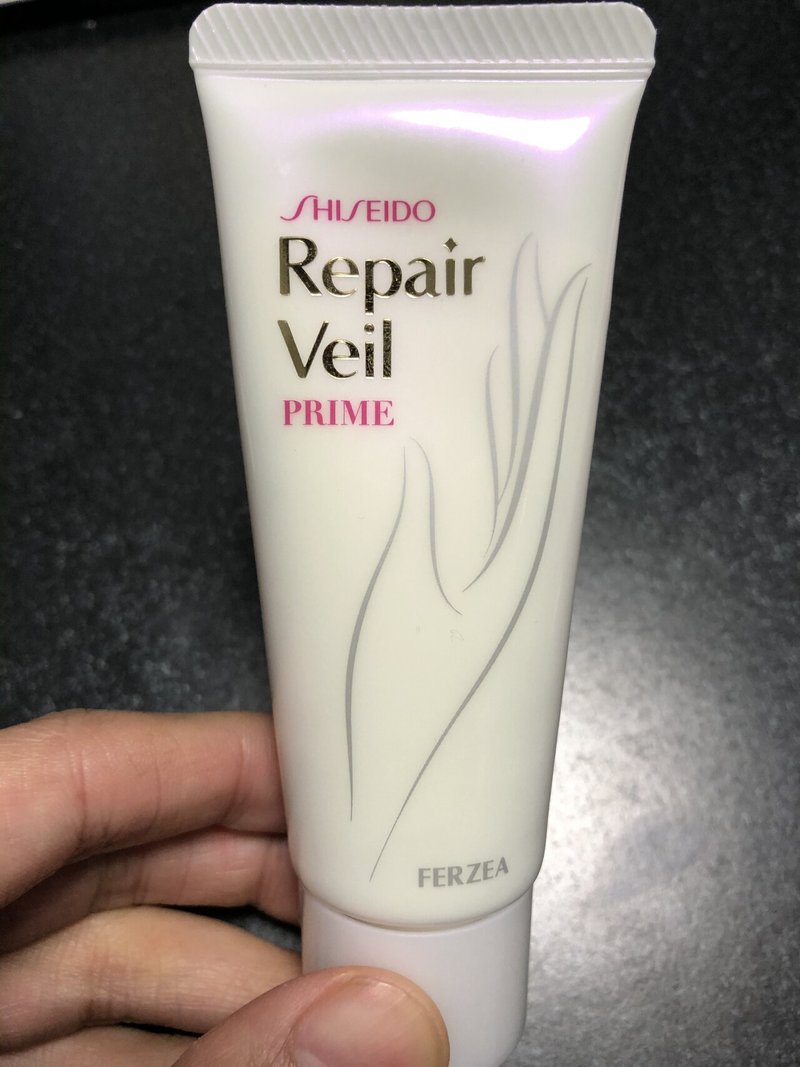 SHISEIDO
Repair
Veil
PRIME
FERZEA